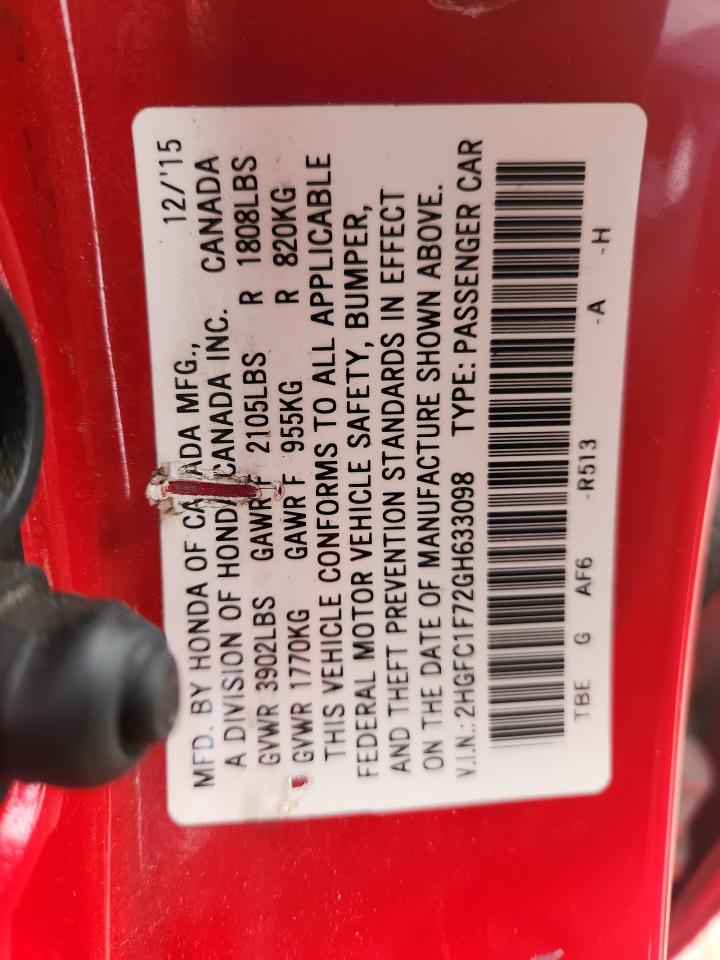 MFD. BY HONDA OF CANADA MFG., 12/'15
A DIVISION OF HONDA CANADA INC. CANADA
GVWR 3902LBS GAWR F 2105LBS R 1808LBS
GVWR 1770KG GAWR F 955KG R 820KG
THIS VEHICLE CONFORMS TO ALL APPLICABLE
FEDERAL MOTOR VEHICLE SAFETY, BUMPER,
AND THEFT PREVENTION STANDARDS IN EFFECT
ON THE DATE OF MANUFACTURE SHOWN ABOVE.
V.I.N.: 2HGFC1F72GH633098 TYPE: PASSENGER CAR
TBE G AF6 -R513 -A -H